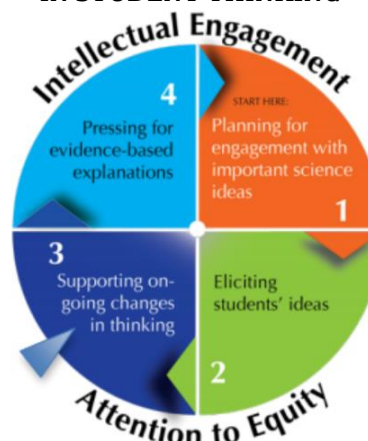 Intellectual Engagement
START HERE:
Planning for
engagement with
important science
ideas
1
Eliciting
students' ideas
2
3
Supporting on-
going changes
in thinking
4
Pressing for
evidence-based
explanations
Attention to Equity